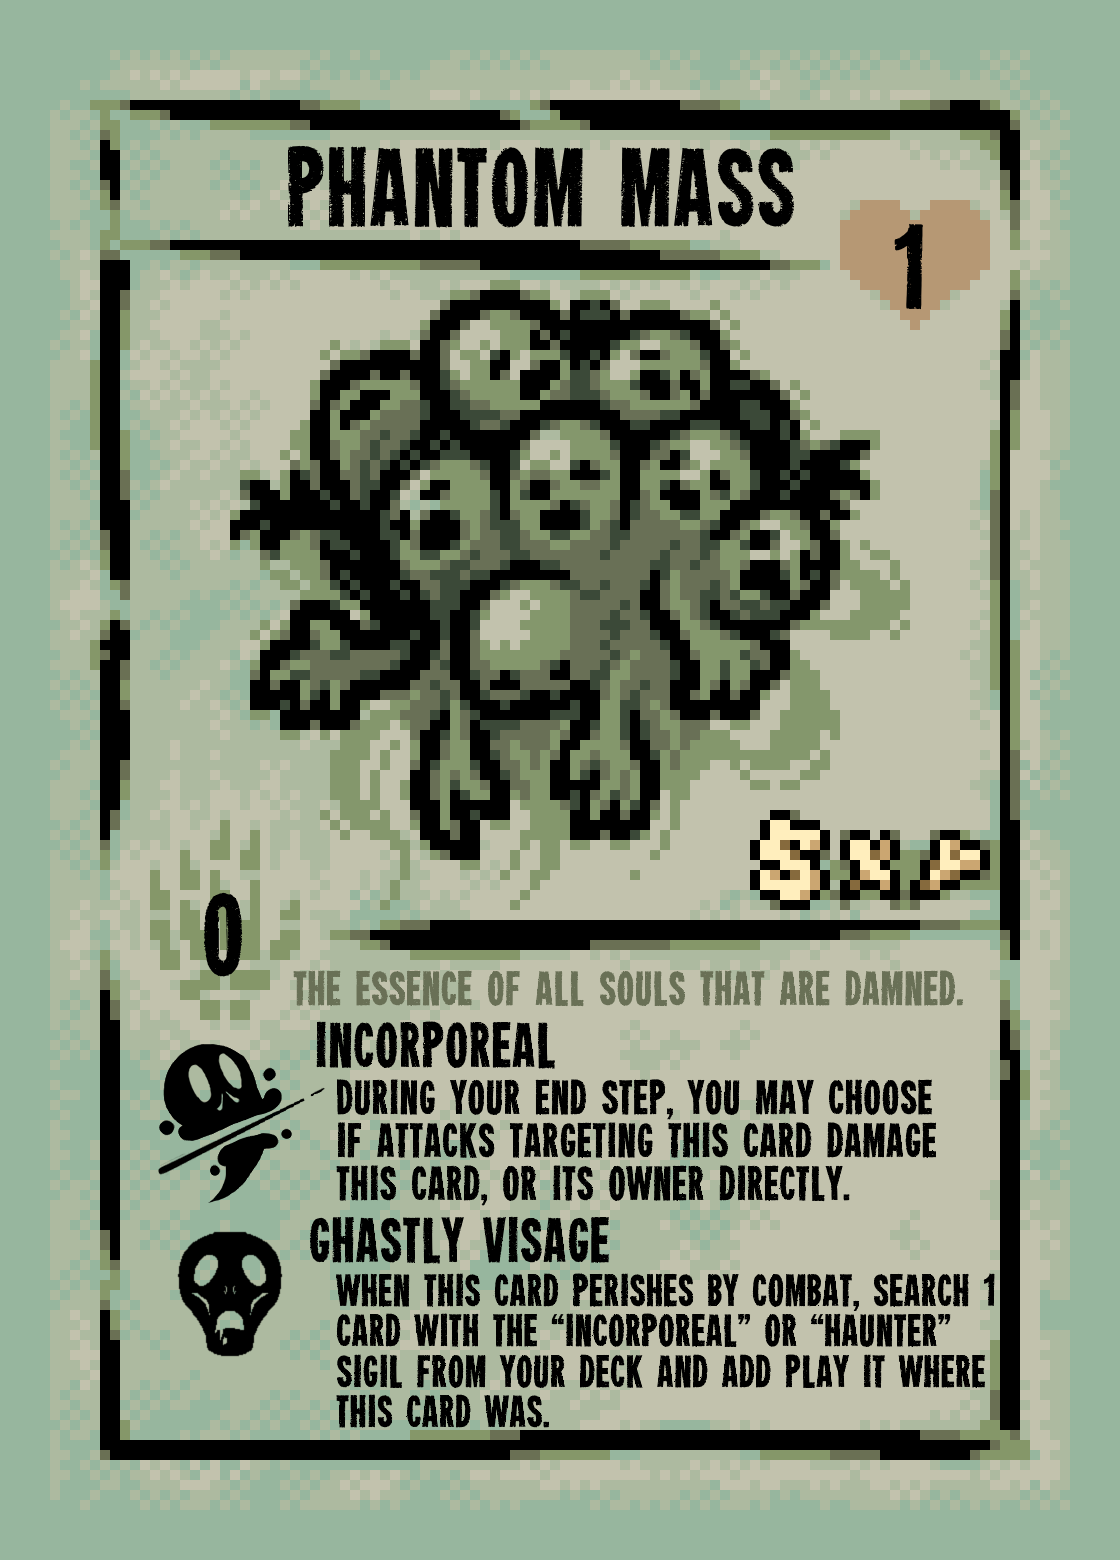 PHANTOM MASS
1
5 X
0
THE ESSENCE OF ALL SOULS THAT ARE DAMNED.
INCORPOREAL
DURING YOUR END STEP, YOU MAY CHOOSE
IF ATTACKS TARGETING THIS CARD DAMAGE
THIS CARD, OR ITS OWNER DIRECTLY.
GHASTLY VISAGE
WHEN THIS CARD PERISHES BY COMBAT, SEARCH 1
CARD WITH THE “INCORPOREAL” OR “HAUNTER”
SIGIL FROM YOUR DECK AND ADD PLAY IT WHERE
THIS CARD WAS.